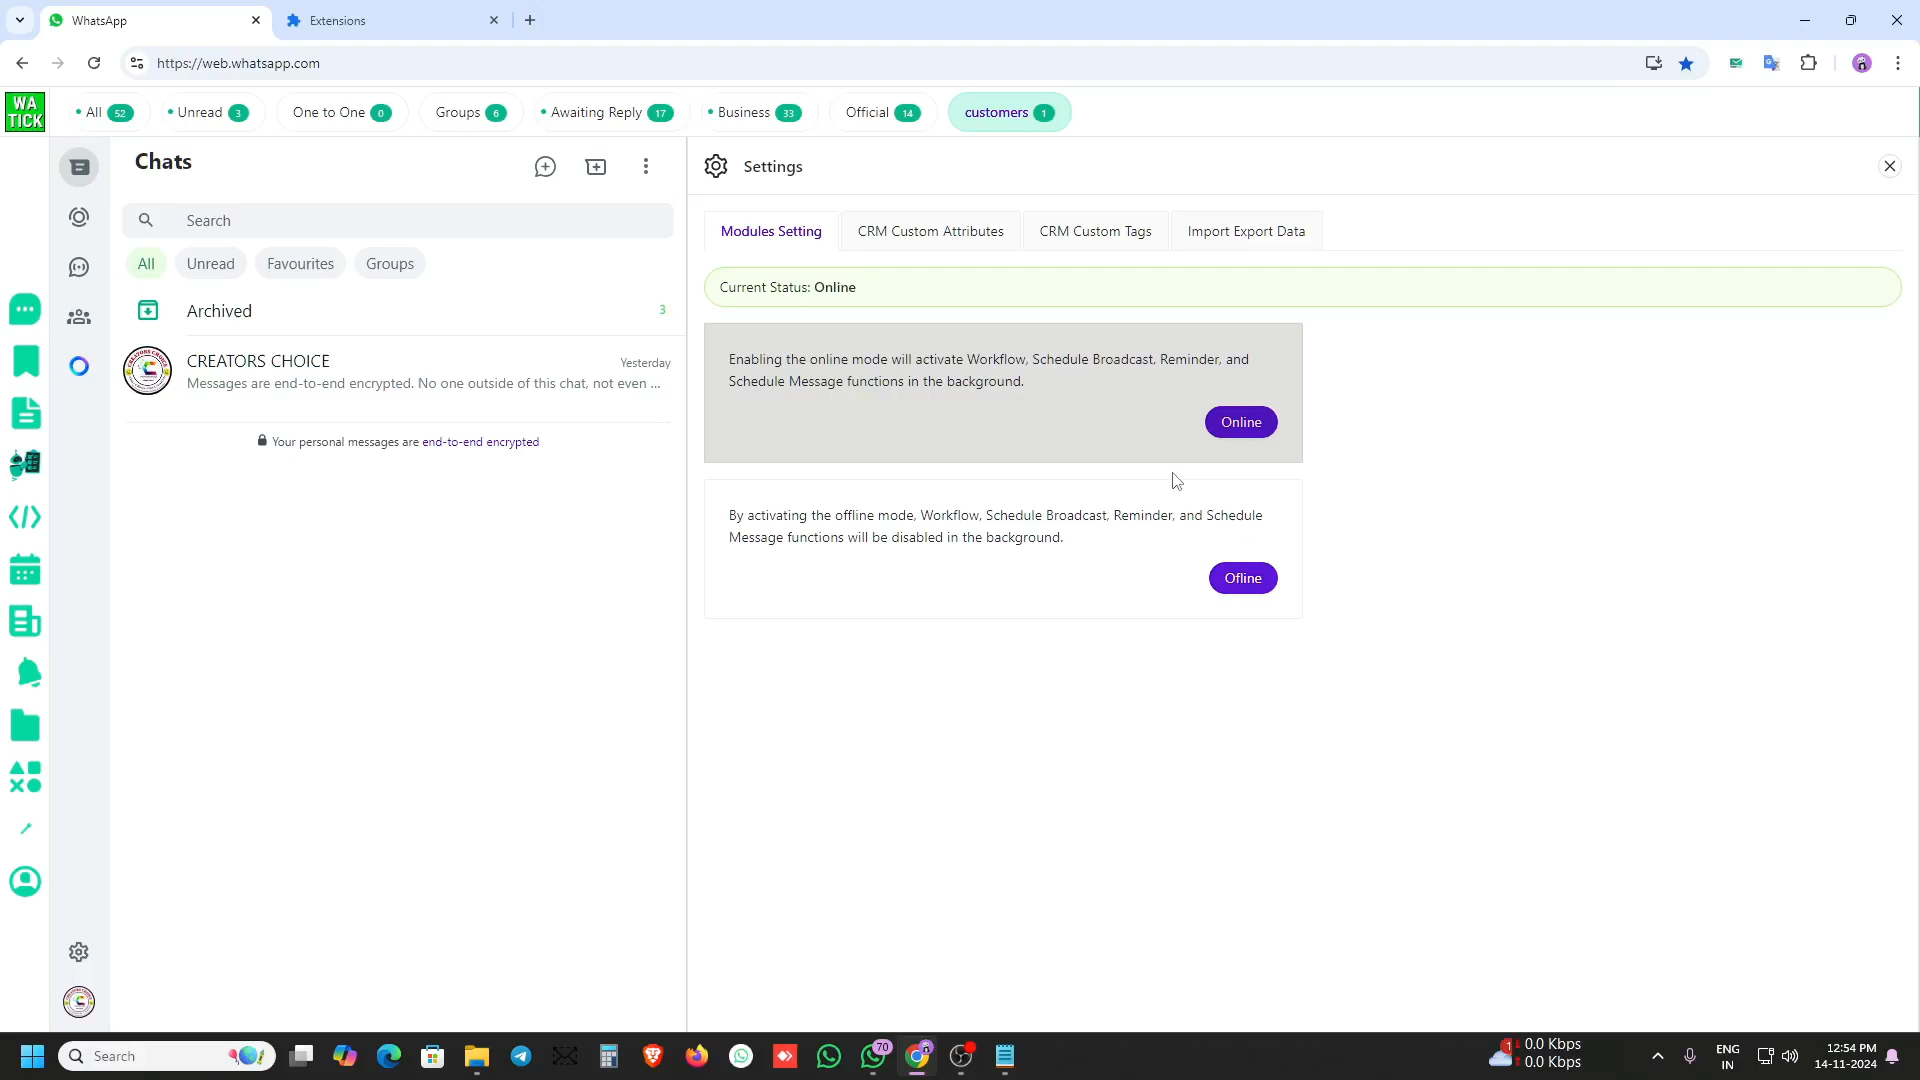 WhatsApp
Extensions
https://web.whatsapp.com
WA
TICK
All 52
Unread 3
One to One 0
Groups 6
Awaiting Reply 17
Business 33
Official 14
customers 1
Chats
Search
All
Unread
Favourites
Groups
Archived
3
CREATORS CHOICE
Yesterday
Messages are end-to-end encrypted. No one outside of this chat, not even ...
Your personal messages are end-to-end encrypted
Settings
Modules Setting
CRM Custom Attributes
CRM Custom Tags
Import Export Data
Current Status: Online
Enabling the online mode will activate Workflow, Schedule Broadcast, Reminder, and
Schedule Message functions in the background.
Online
By activating the offline mode, Workflow, Schedule Broadcast, Reminder, and Schedule
Message functions will be disabled in the background.
Ofline
Search
70
1
0.0 Kbps
0.0 Kbps
ENG
IN
12:54 PM
14-11-2024